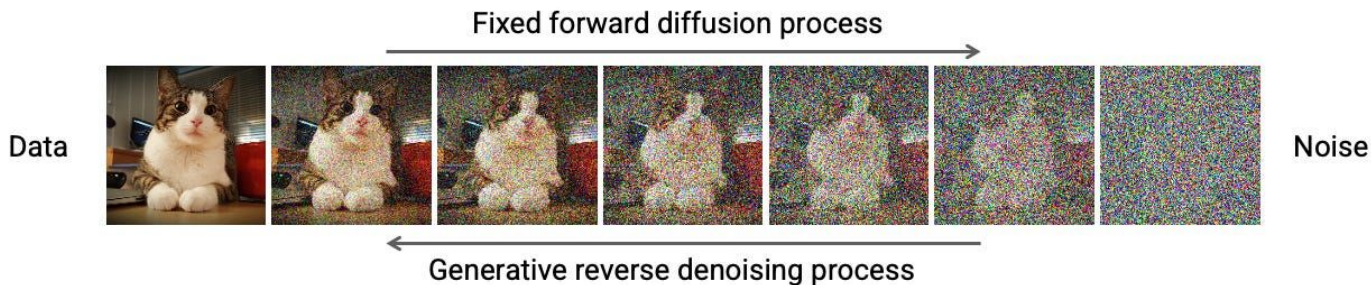 Fixed forward diffusion process
Data
Noise
Generative reverse denoising process